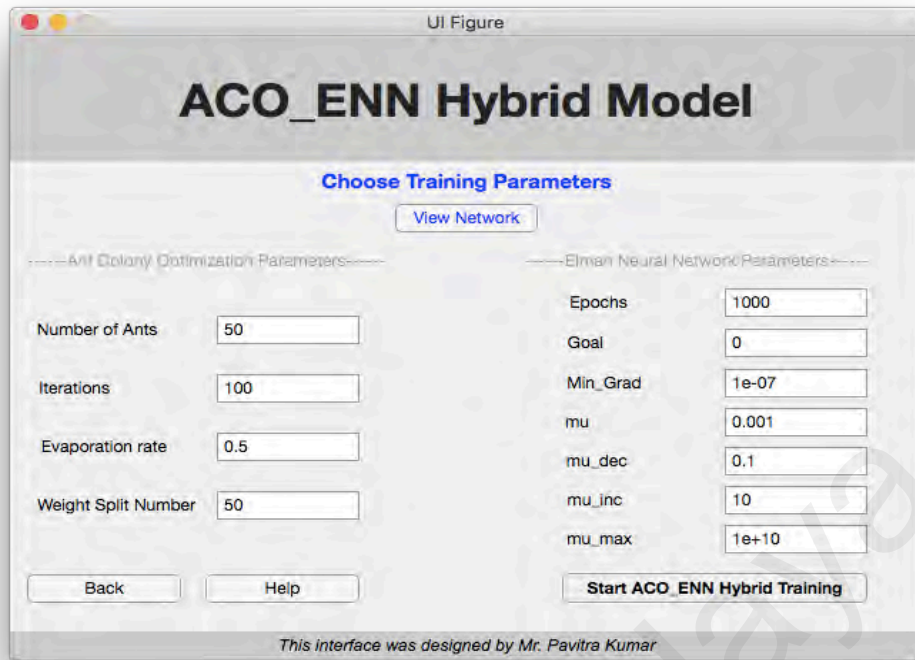 UI Figure
ACO_ENN Hybrid Model
Choose Training Parameters
View Network
------Ant Colony Optimization Parameters------
Number of Ants 50
Iterations 100
Evaporation rate 0.5
Weight Split Number 50
------Elman Neural Network Parameters------
Epochs 1000
Goal 0
Min_Grad 1e-07
mu 0.001
mu_dec 0.1
mu_inc 10
mu_max 1e+10
Back
Help
Start ACO_ENN Hybrid Training
This interface was designed by Mr. Pavitra Kumar